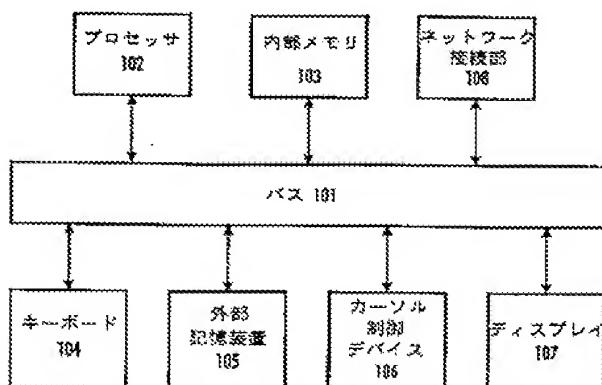 プロセッサ
102
内部メモリ
103
ネットワーク
接続部
108
バス 101
キーボード
104
外部
記憶装置
105
カーソル
制御
デバイス
106
ディスプレイ
107